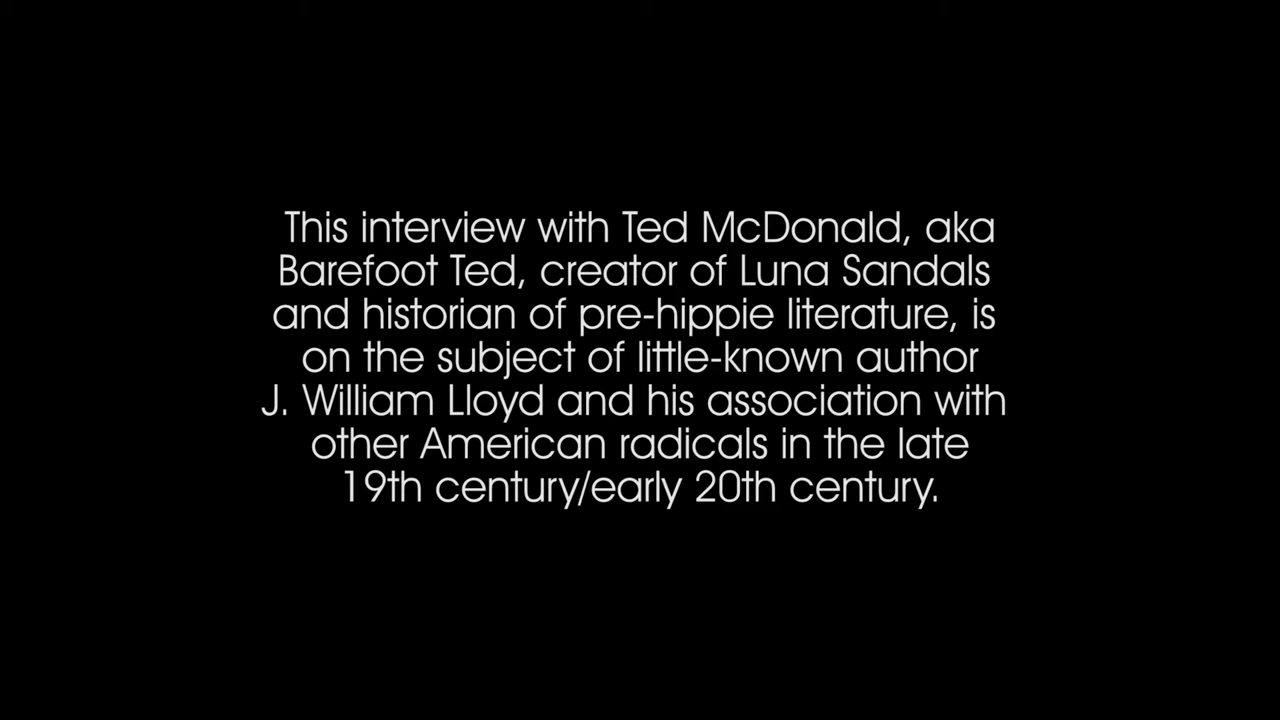 This interview with Ted McDonald, aka
Barefoot Ted, creator of Luna Sandals
and historian of pre-hippie literature, is
on the subject of little-known author
J. William Lloyd and his association with
other American radicals in the late
19th century/early 20th century.